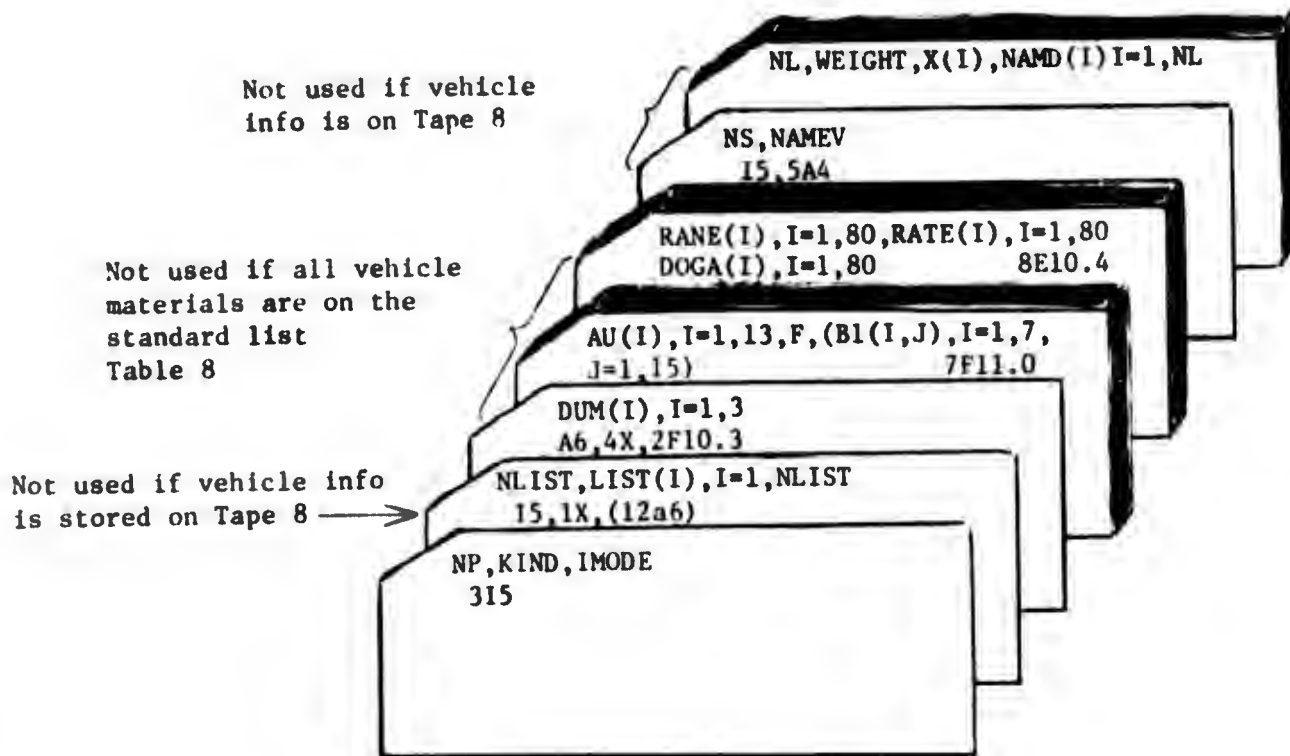 NL,WEIGHT,X(I),NAMD(I)I=1,NL
Not used if vehicle
info is on Tape 8
NS,NAMEV
I5,5A4
RANE(I),I=1,80,RATE(I),I=1,80
DOGA(I),I=1,80 8E10.4
Not used if all vehicle
materials are on the
standard list
Table 8
AU(I),I=1,13,F,(B1(I,J),I=1,7,
J=1,15) 7F11.0
DUM(I),I=1,3
A6,4X,2F10.3
Not used if vehicle info
is stored on Tape 8
NLIST,LIST(I),I=1,NLIST
I5,1X,(12a6)
NP,KIND,IMODE
3I5